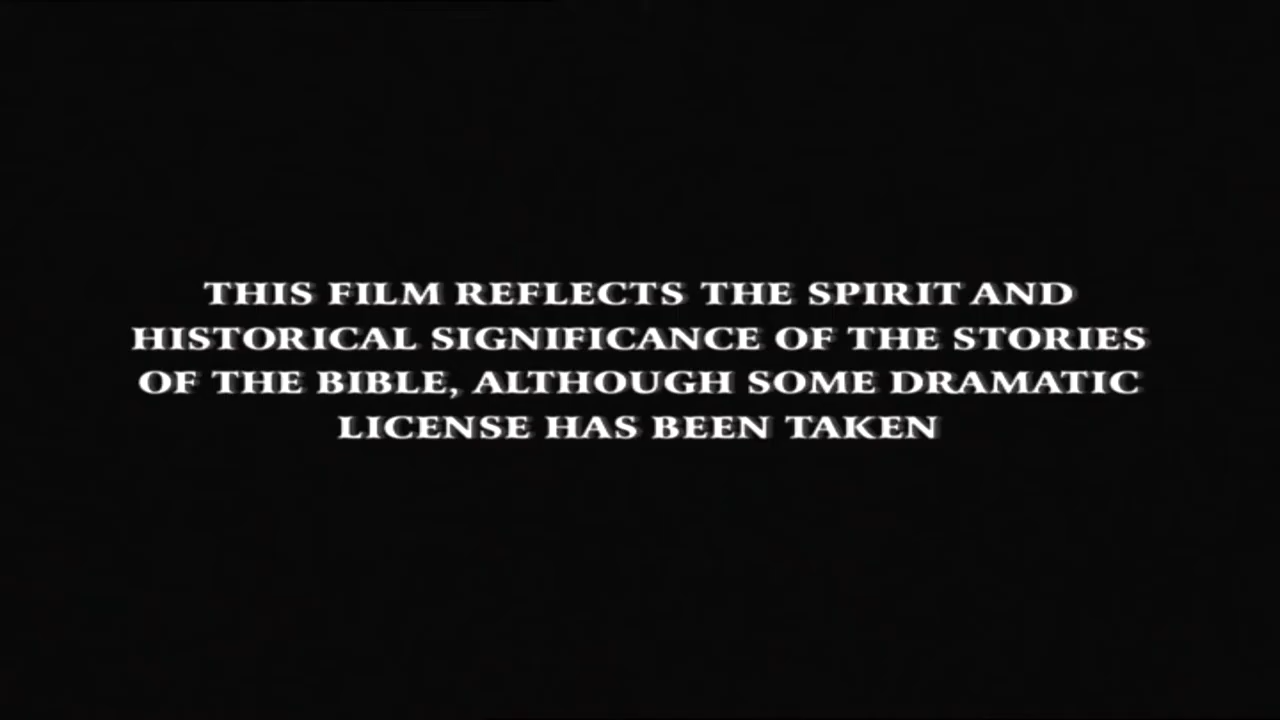 THIS FILM REFLECTS THE SPIRIT AND
HISTORICAL SIGNIFICANCE OF THE STORIES
OF THE BIBLE, ALTHOUGH SOME DRAMATIC
LICENSE HAS BEEN TAKEN